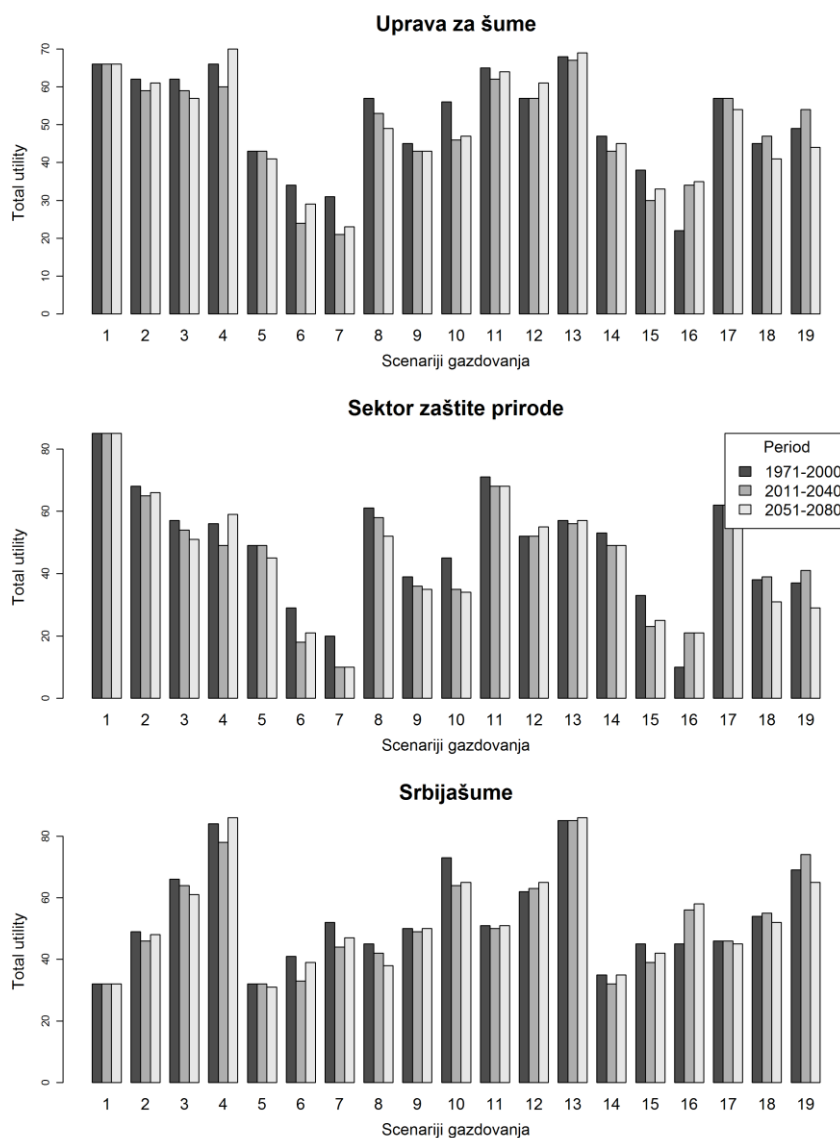 Uprava za šume
Total utility
0 10 20 30 40 50 60 70
1 2 3 4 5 6 7 8 9 10 11 12 13 14 15 16 17 18 19
Scenariji gazdovanja
Sektor zaštite prirode
Total utility
0 20 40 60 80
Period
1971-2000
2011-2040
2051-2080
1 2 3 4 5 6 7 8 9 10 11 12 13 14 15 16 17 18 19
Scenariji gazdovanja
Srbijašume
Total utility
0 20 40 60 80
1 2 3 4 5 6 7 8 9 10 11 12 13 14 15 16 17 18 19
Scenariji gazdovanja